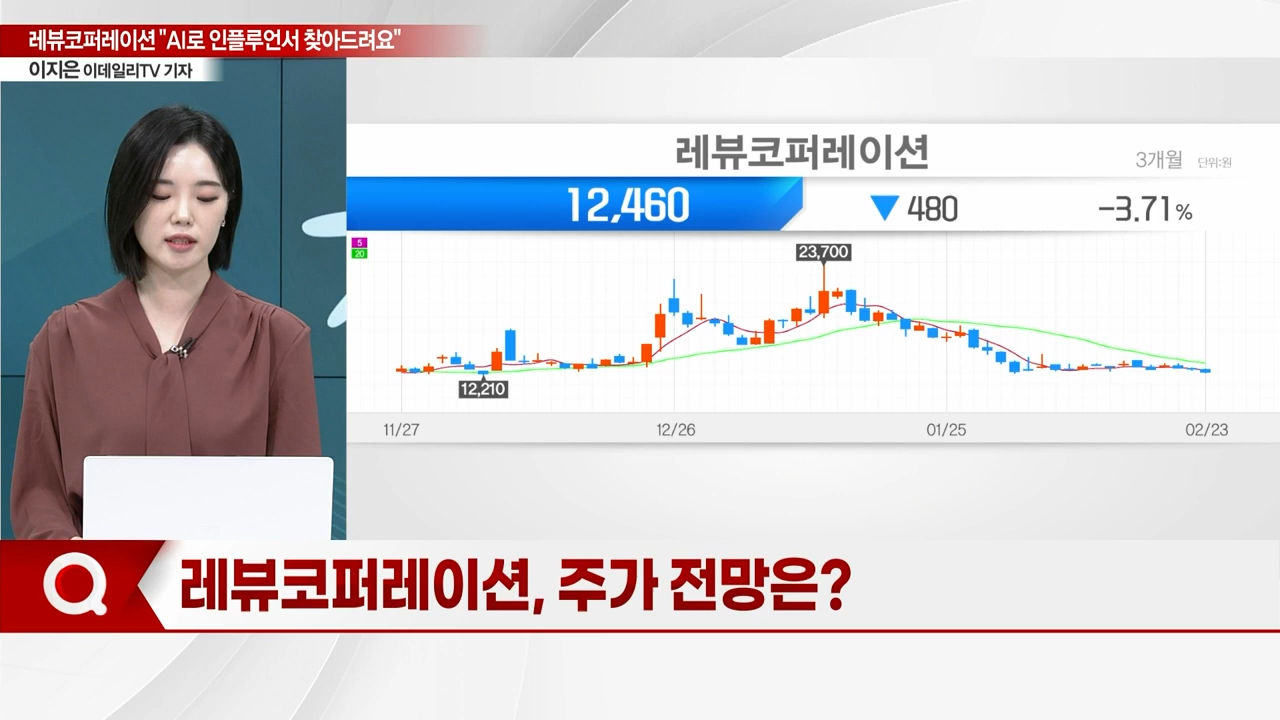 레뷰코퍼레이션 "AI로 인플루언서 찾아드려요"
이지은 이데일리TV 기자
레뷰코퍼레이션
3개월 단위:원
12,460 ▼ 480 -3.71%
5
20
23,700
12,210
11/27 12/26 01/25 02/23
Q 레뷰코퍼레이션, 주가 전망은?